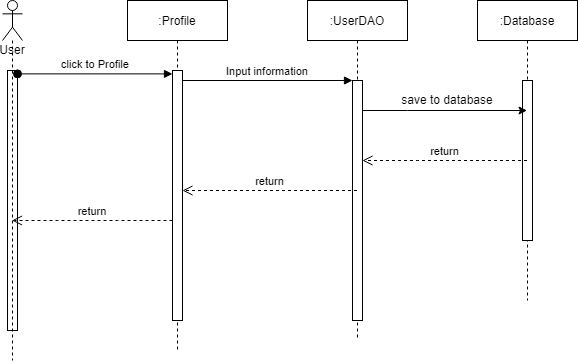 :Profile
:UserDAO
:Database
User
click to Profile
Input information
save to database
return
return
return